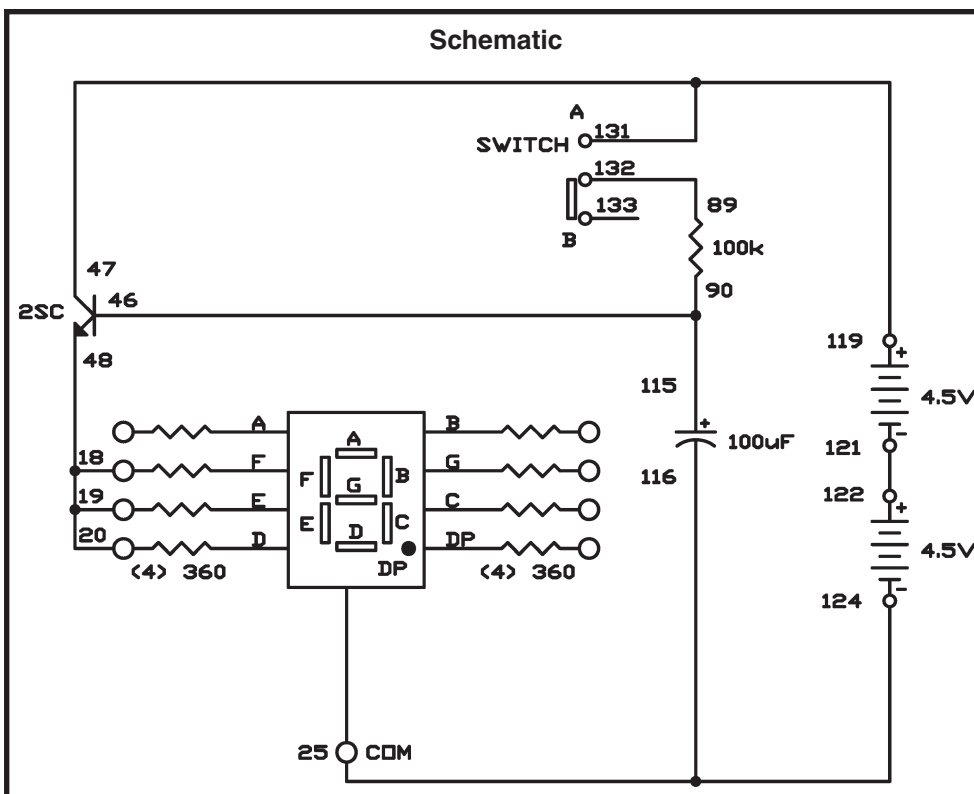 Schematic
A
131
SWITCH
132
133
B
89
100k
90
47
46
2SC
48
119
+
4.5V
-
121
115
+
100uF
116
122
+
4.5V
-
124
A
B
18
F
G
19
E
C
20
D
DP
A
F
B
G
E
C
D
DP
(4) 360
(4) 360
25
COM